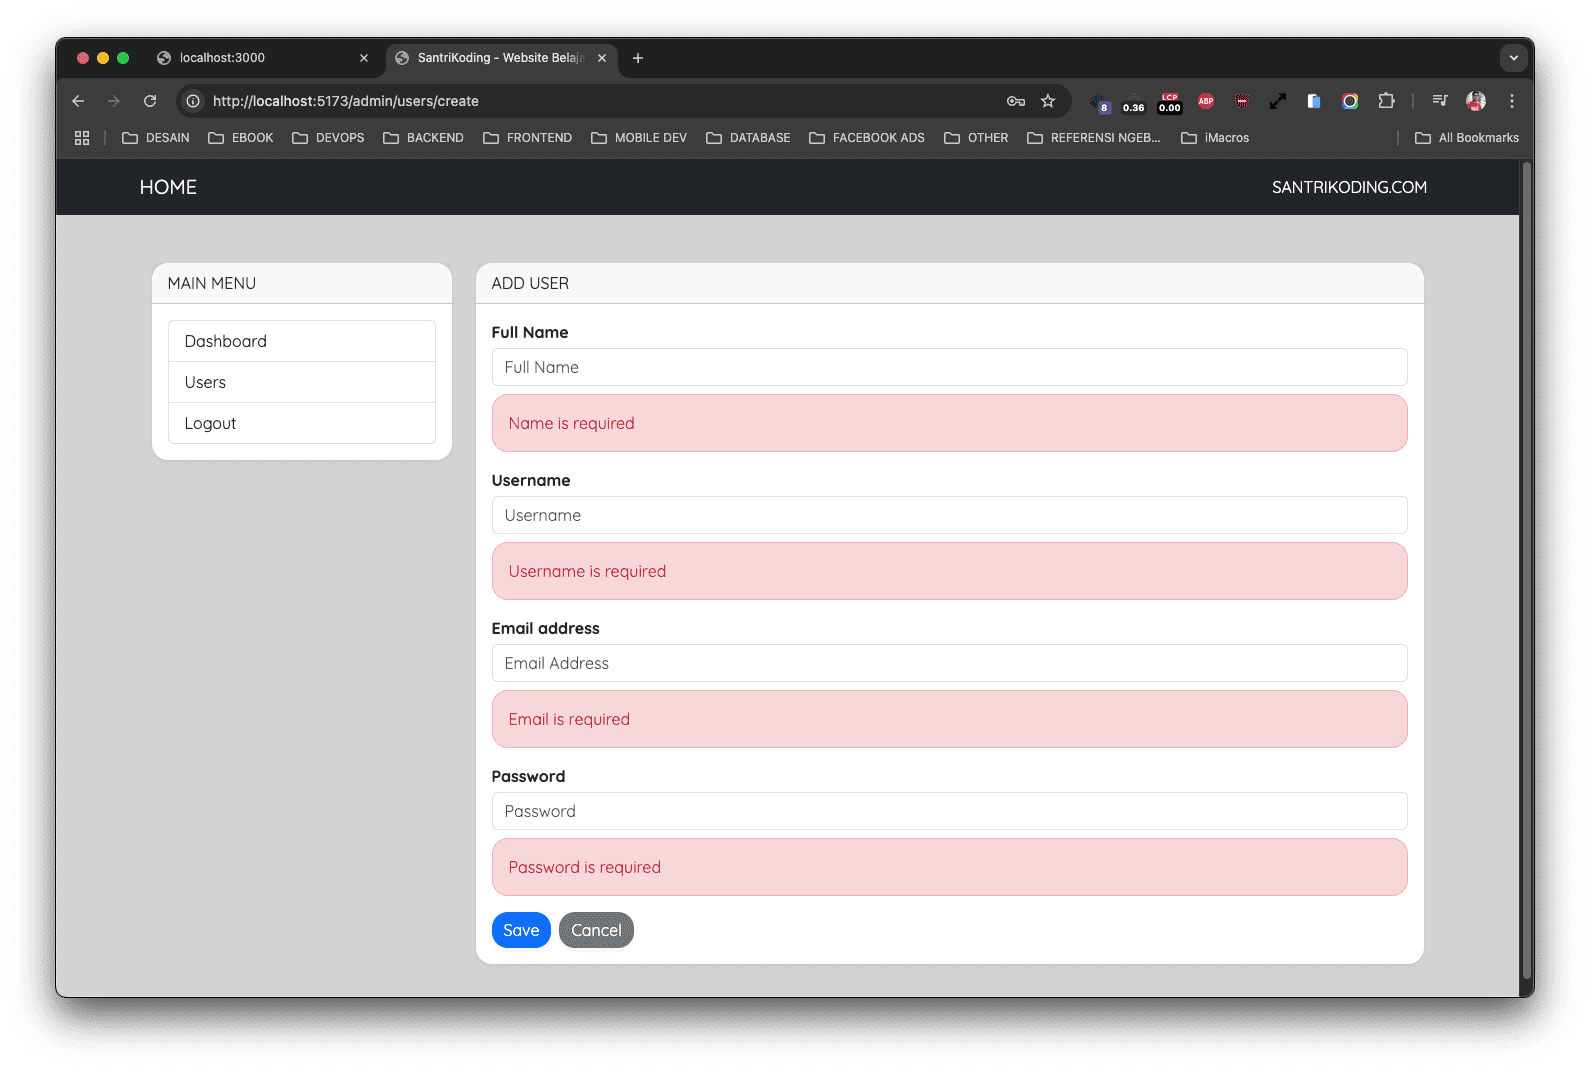 localhost:3000
SantriKoding - Website Belaja
http://localhost:5173/admin/users/create
8
0.36
LCP
0.00
ABP
DESAIN
EBOOK
DEVOPS
BACKEND
FRONTEND
MOBILE DEV
DATABASE
FACEBOOK ADS
OTHER
REFERENSI NGEB...
iMacros
All Bookmarks
HOME
SANTRIKODING.COM
MAIN MENU
Dashboard
Users
Logout
ADD USER
Full Name
Full Name
Name is required
Username
Username
Username is required
Email address
Email Address
Email is required
Password
Password
Password is required
Save
Cancel